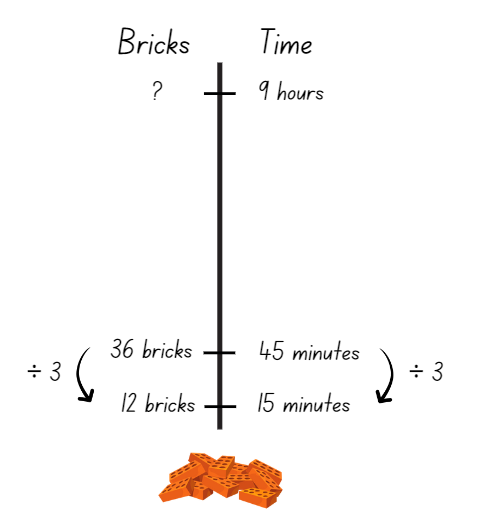 Bricks Time
? 9 hours
36 bricks 45 minutes
÷ 3 ÷ 3
12 bricks 15 minutes